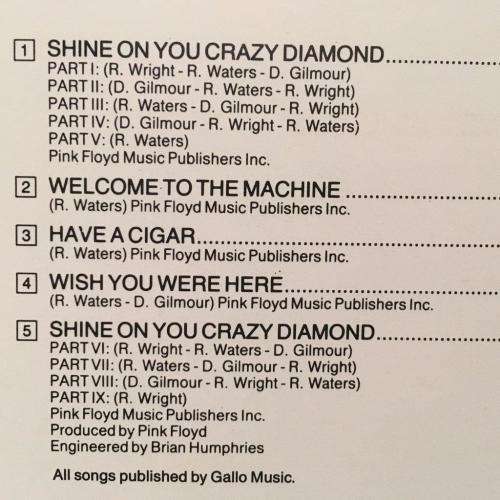 1 SHINE ON YOU CRAZY DIAMOND................
PART I: (R. Wright - R. Waters - D. Gilmour)
PART II: (D. Gilmour - R. Waters - R. Wright)
PART III: (R. Waters - D. Gilmour - R. Wright)
PART IV: (D. Gilmour - R. Wright - R. Waters)
PART V: (R. Waters)
Pink Floyd Music Publishers Inc.
2 WELCOME TO THE MACHINE ......................
(R. Waters) Pink Floyd Music Publishers Inc.
3 HAVE A CIGAR............................................
(R. Waters) Pink Floyd Music Publishers Inc.
4 WISH YOU WERE HERE................................
(R. Waters - D. Gilmour) Pink Floyd Music Publishers Inc.
5 SHINE ON YOU CRAZY DIAMOND.................
PART VI: (R. Wright - R. Waters - D. Gilmour)
PART VII: (R. Waters - D. Gilmour - R. Wright)
PART VIII: (D. Gilmour - R. Wright - R. Waters)
PART IX: (R. Wright)
Pink Floyd Music Publishers Inc.
Produced by Pink Floyd
Engineered by Brian Humphries
All songs published by Gallo Music.